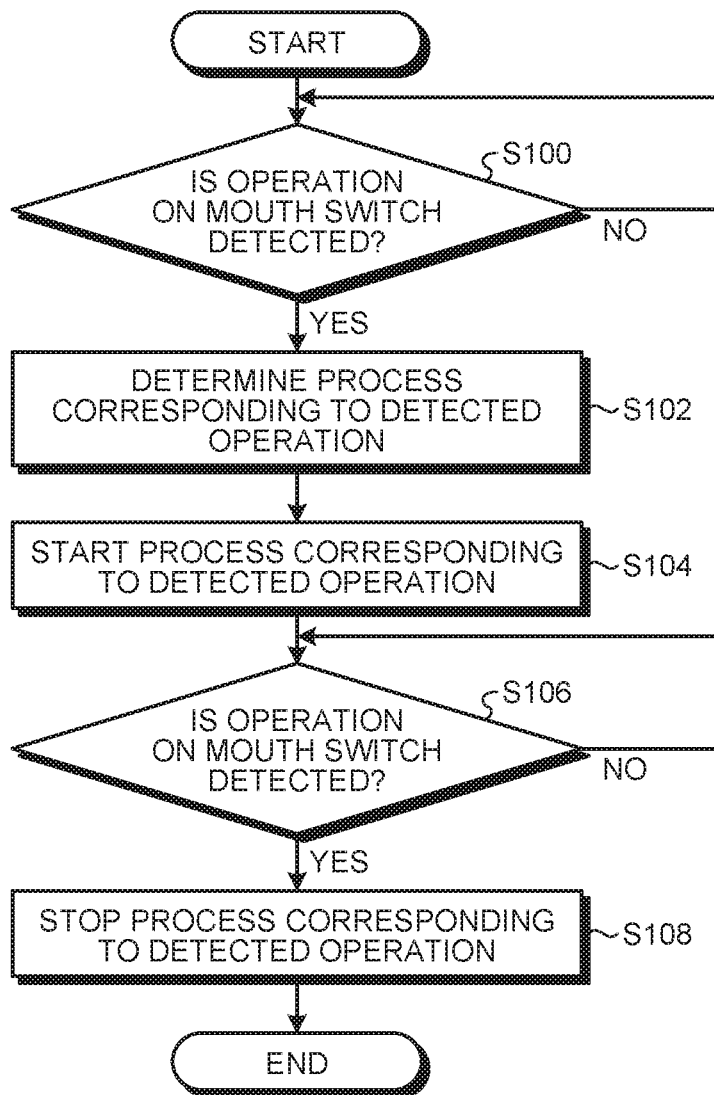 START
IS OPERATION
ON MOUTH SWITCH
DETECTED?
S100
NO
YES
DETERMINE PROCESS
CORRESPONDING TO DETECTED
OPERATION
S102
START PROCESS CORRESPONDING
TO DETECTED OPERATION
S104
IS OPERATION
ON MOUTH SWITCH
DETECTED?
S106
NO
YES
STOP PROCESS CORRESPONDING
TO DETECTED OPERATION
S108
END